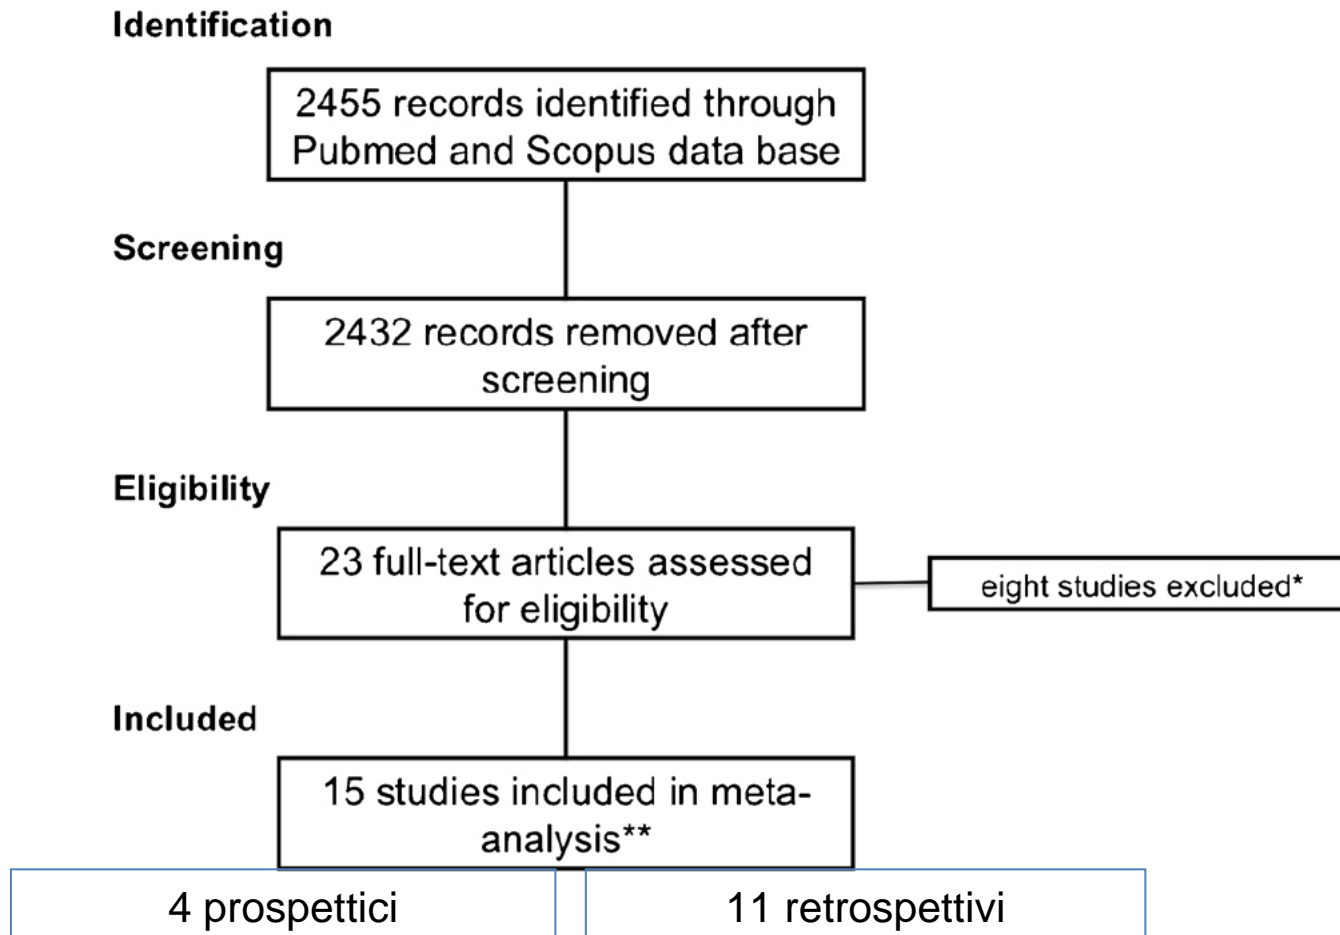 Identification
2455 records identified through
Pubmed and Scopus data base
Screening
2432 records removed after
screening
Eligibility
23 full-text articles assessed
for eligibility
eight studies excluded*
Included
15 studies included in meta-
analysis**
4 prospettici
11 retrospettivi